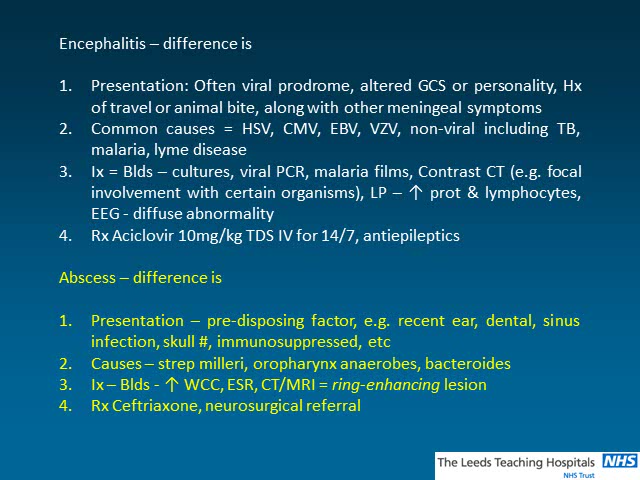 Encephalitis – difference is
1. Presentation: Often viral prodrome, altered GCS or personality, Hx
of travel or animal bite, along with other meningeal symptoms
2. Common causes = HSV, CMV, EBV, VZV, non-viral including TB,
malaria, lyme disease
3. Ix = Blds – cultures, viral PCR, malaria films, Contrast CT (e.g. focal
involvement with certain organisms), LP – ↑ prot & lymphocytes,
EEG - diffuse abnormality
4. Rx Aciclovir 10mg/kg TDS IV for 14/7, antiepileptics
Abscess – difference is
1. Presentation – pre-disposing factor, e.g. recent ear, dental, sinus
infection, skull #, immunosuppressed, etc
2. Causes – strep milleri, oropharynx anaerobes, bacteroides
3. Ix – Blds - ↑ WCC, ESR, CT/MRI = ring-enhancing lesion
4. Rx Ceftriaxone, neurosurgical referral
The Leeds Teaching Hospitals NHS
NHS Trust